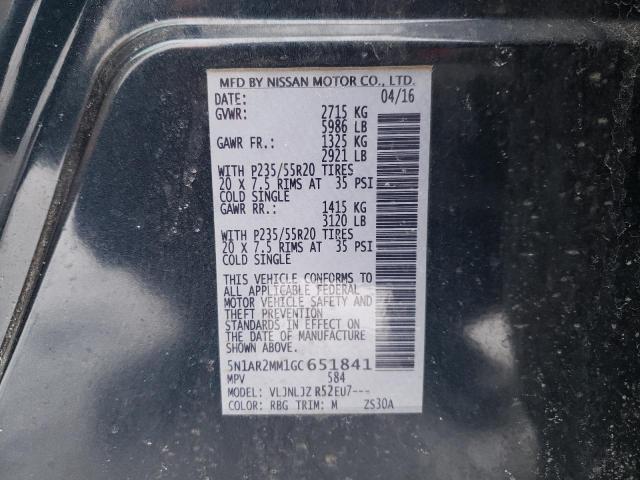 MFD BY NISSAN MOTOR CO., LTD.
DATE: 04/16
GVWR: 2715 KG
5986 LB
GAWR FR.: 1325 KG
2921 LB
WITH P235/55R20 TIRES
20 X 7.5 RIMS AT 35 PSI
COLD SINGLE
GAWR RR.: 1415 KG
3120 LB
WITH P235/55R20 TIRES
20 X 7.5 RIMS AT 35 PSI
COLD SINGLE
THIS VEHICLE CONFORMS TO
ALL APPLICABLE FEDERAL
MOTOR VEHICLE SAFETY AND
THEFT PREVENTION
STANDARDS IN EFFECT ON
THE DATE OF MANUFACTURE
SHOWN ABOVE.
5N1AR2MM1GC651841
MPV 584
MODEL: VLJNLJZ R52EU7---
COLOR: RBG TRIM: M ZS30A